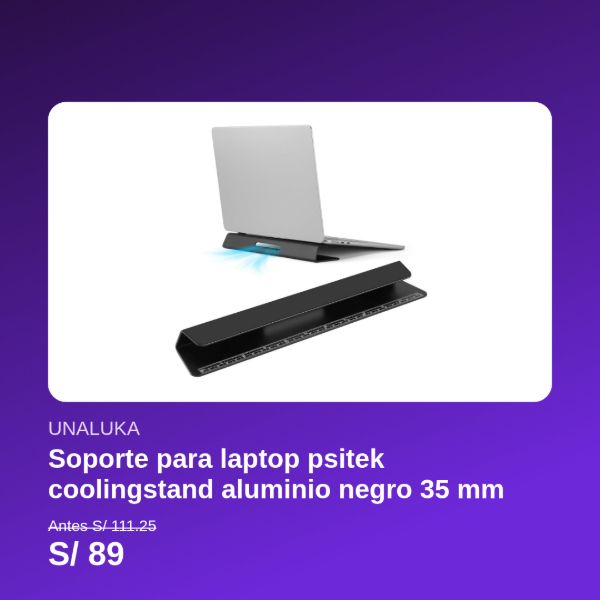 UNALUKA
Soporte para laptop psitek
coolingstand aluminio negro 35 mm
Antes S/ 111.25
S/ 89